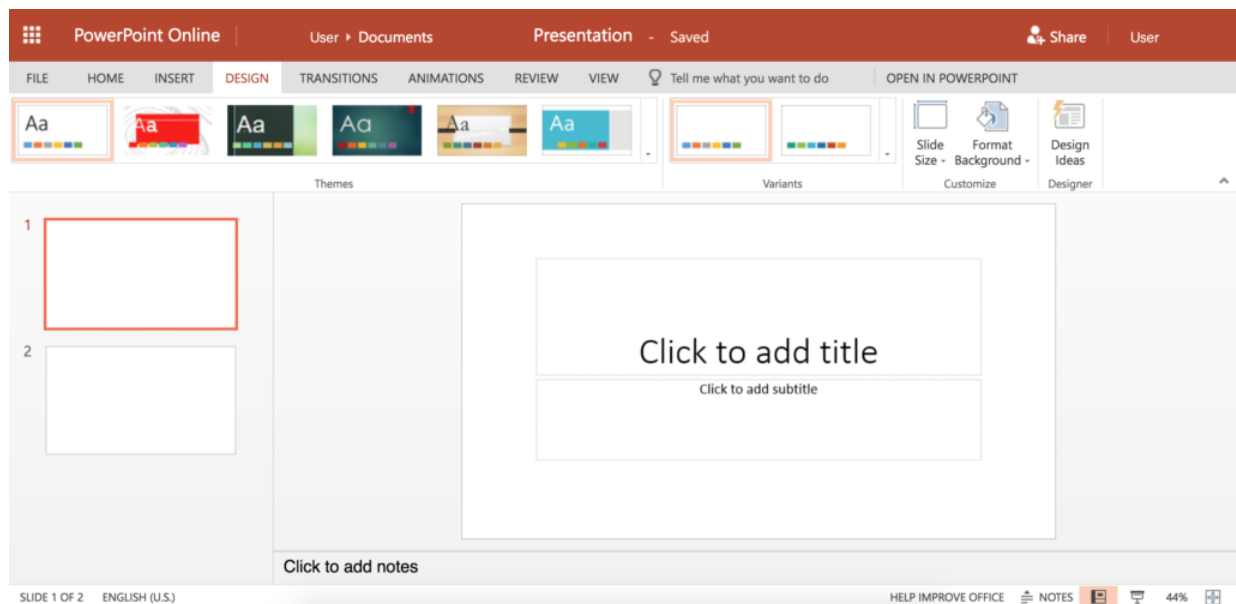 PowerPoint Online User ▸ Documents Presentation - Saved Share User
FILE HOME INSERT DESIGN TRANSITIONS ANIMATIONS REVIEW VIEW Tell me what you want to do OPEN IN POWERPOINT
Aa Aa Aa Aa Aa Aa
Slide Size
Format Background
Design Ideas
Themes Variants Customize Designer
1
2
Click to add title
Click to add subtitle
Click to add notes
SLIDE 1 OF 2 ENGLISH (U.S.) HELP IMPROVE OFFICE NOTES 44%